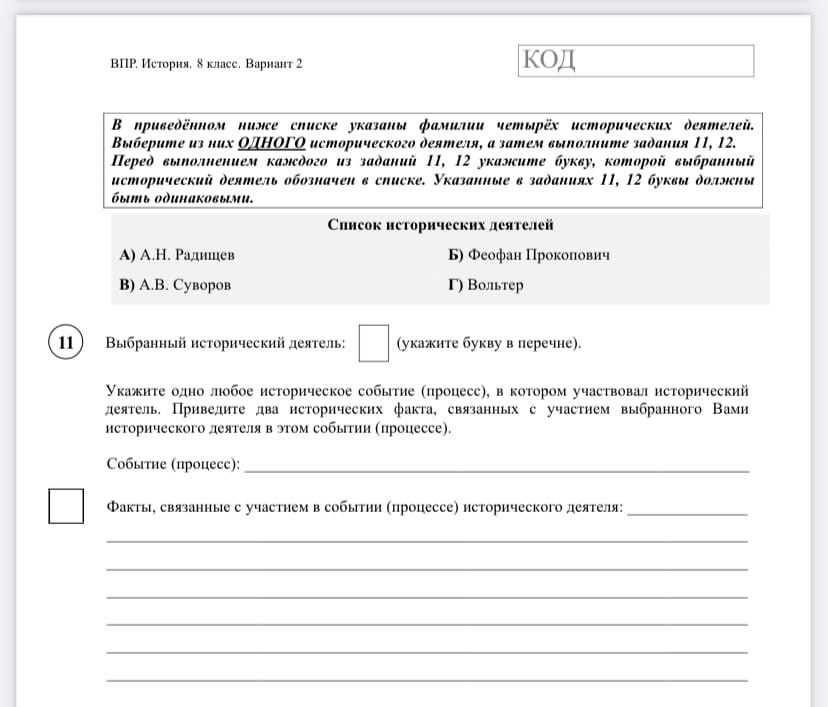 ВПР. История. 8 класс. Вариант 2
КОД
В приведённом ниже списке указаны фамилии четырёх исторических деятелей.
Выберите из них ОДНОГО исторического деятеля, а затем выполните задания 11, 12.
Перед выполнением каждого из заданий 11, 12 укажите букву, которой выбранный
исторический деятель обозначен в списке. Указанные в заданиях 11, 12 буквы должны
быть одинаковыми.
Список исторических деятелей
А) А.Н. Радищев Б) Феофан Прокопович
В) А.В. Суворов Г) Вольтер
11 Выбранный исторический деятель: (укажите букву в перечне).
Укажите одно любое историческое событие (процесс), в котором участвовал исторический
деятель. Приведите два исторических факта, связанных с участием выбранного Вами
исторического деятеля в этом событии (процессе).
Событие (процесс):
Факты, связанные с участием в событии (процессе) исторического деятеля: